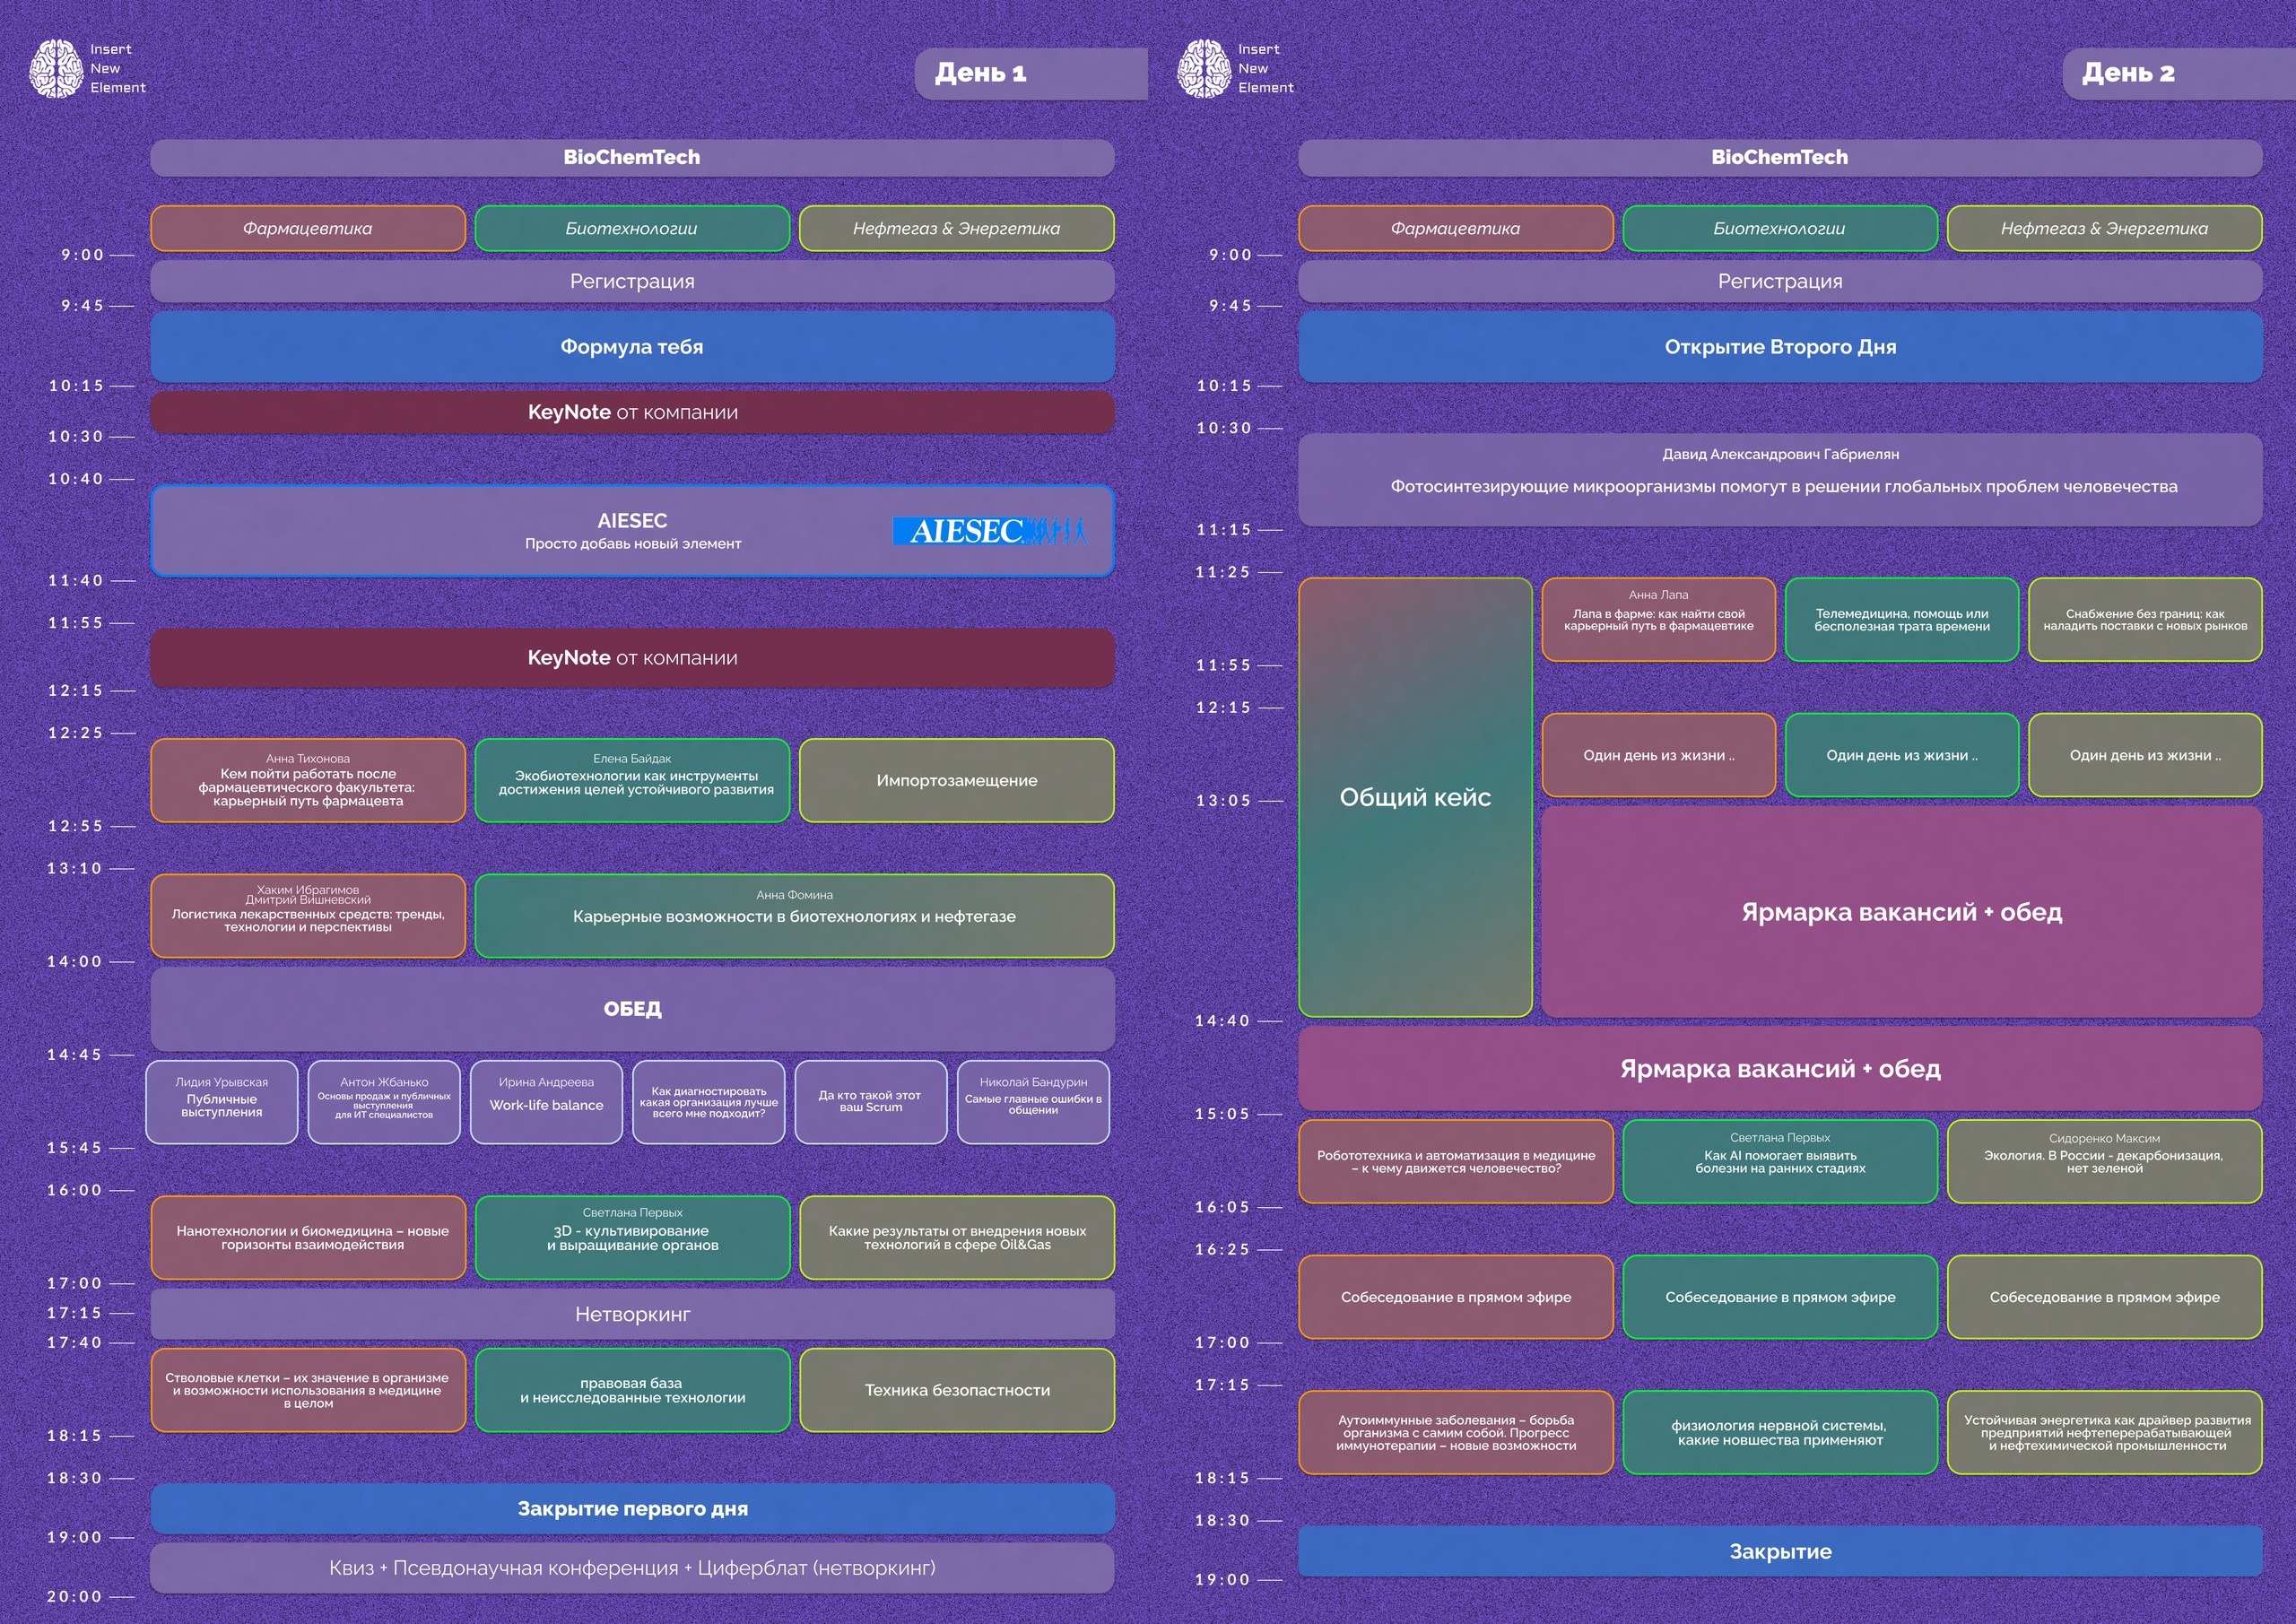 Insert
New
Element
День 1
BioChemTech
Фармацевтика
Биотехнологии
Нефтегаз & Энергетика
9:00
Регистрация
9:45
Формула тебя
10:15
KeyNote от компании
10:30
10:40
AIESEC
Просто добавь новый элемент
AIESEC
11:40
11:55
KeyNote от компании
12:15
12:25
Анна Тихонова
Кем пойти работать после
фармацевтического факультета:
карьерный путь фармацевта
Елена Байдак
Экобиотехнологии как инструменты
достижения целей устойчивого развития
Импортозамещение
12:55
13:10
Хаким Ибрагимов
Дмитрий Вишневский
Логистика лекарственных средств: тренды,
технологии и перспективы
Анна Фомина
Карьерные возможности в биотехнологиях и нефтегазе
14:00
ОБЕД
14:45
Лидия Урывская
Публичные
выступления
Антон Жбанько
Основы продаж и публичных
выступления
для ИТ специалистов
Ирина Андреева
Work-life balance
Как диагностировать
какая организация лучше
всего мне подходит?
Да кто такой этот
ваш Scrum
Николай Бандурин
Самые главные ошибки в
общении
15:45
16:00
Нанотехнологии и биомедицина – новые
горизонты взаимодействия
Светлана Первых
3D - культивирование
и выращивание органов
Какие результаты от внедрения новых
технологий в сфере Oil&Gas
17:00
Нетворкинг
17:15
17:40
Стволовые клетки – их значение в организме
и возможности использования в медицине
в целом
правовая база
и неисследованные технологии
Техника безопастности
18:15
18:30
Закрытие первого дня
19:00
Квиз + Псевдонаучная конференция + Циферблат (нетворкинг)
20:00
Insert
New
Element
День 2
BioChemTech
Фармацевтика
Биотехнологии
Нефтегаз & Энергетика
9:00
Регистрация
9:45
Открытие Второго Дня
10:15
10:30
Давид Александрович Габриелян
Фотосинтезирующие микроорганизмы помогут в решении глобальных проблем человечества
11:15
11:25
Общий кейс
Анна Лапа
Лапа в фарме: как найти свой
карьерный путь в фармацевтике
Телемедицина, помощь или
бесполезная трата времени
Снабжение без границ: как
наладить поставки с новых рынков
11:55
12:15
Один день из жизни ..
Один день из жизни ..
Один день из жизни ..
13:05
Ярмарка вакансий + обед
14:40
Ярмарка вакансий + обед
15:05
Робототехника и автоматизация в медицине
– к чему движется человечество?
Светлана Первых
Как AI помогает выявить
болезни на ранних стадиях
Сидоренко Максим
Экология. В России - декарбонизация,
нет зеленой
16:05
16:25
Собеседование в прямом эфире
Собеседование в прямом эфире
Собеседование в прямом эфире
17:00
17:15
Аутоиммунные заболевания – борьба
организма с самим собой. Прогресс
иммунотерапии – новые возможности
физиология нервной системы,
какие новшества применяют
Устойчивая энергетика как драйвер развития
предприятий нефтеперерабатывающей
и нефтехимической промышленности
18:15
18:30
Закрытие
19:00